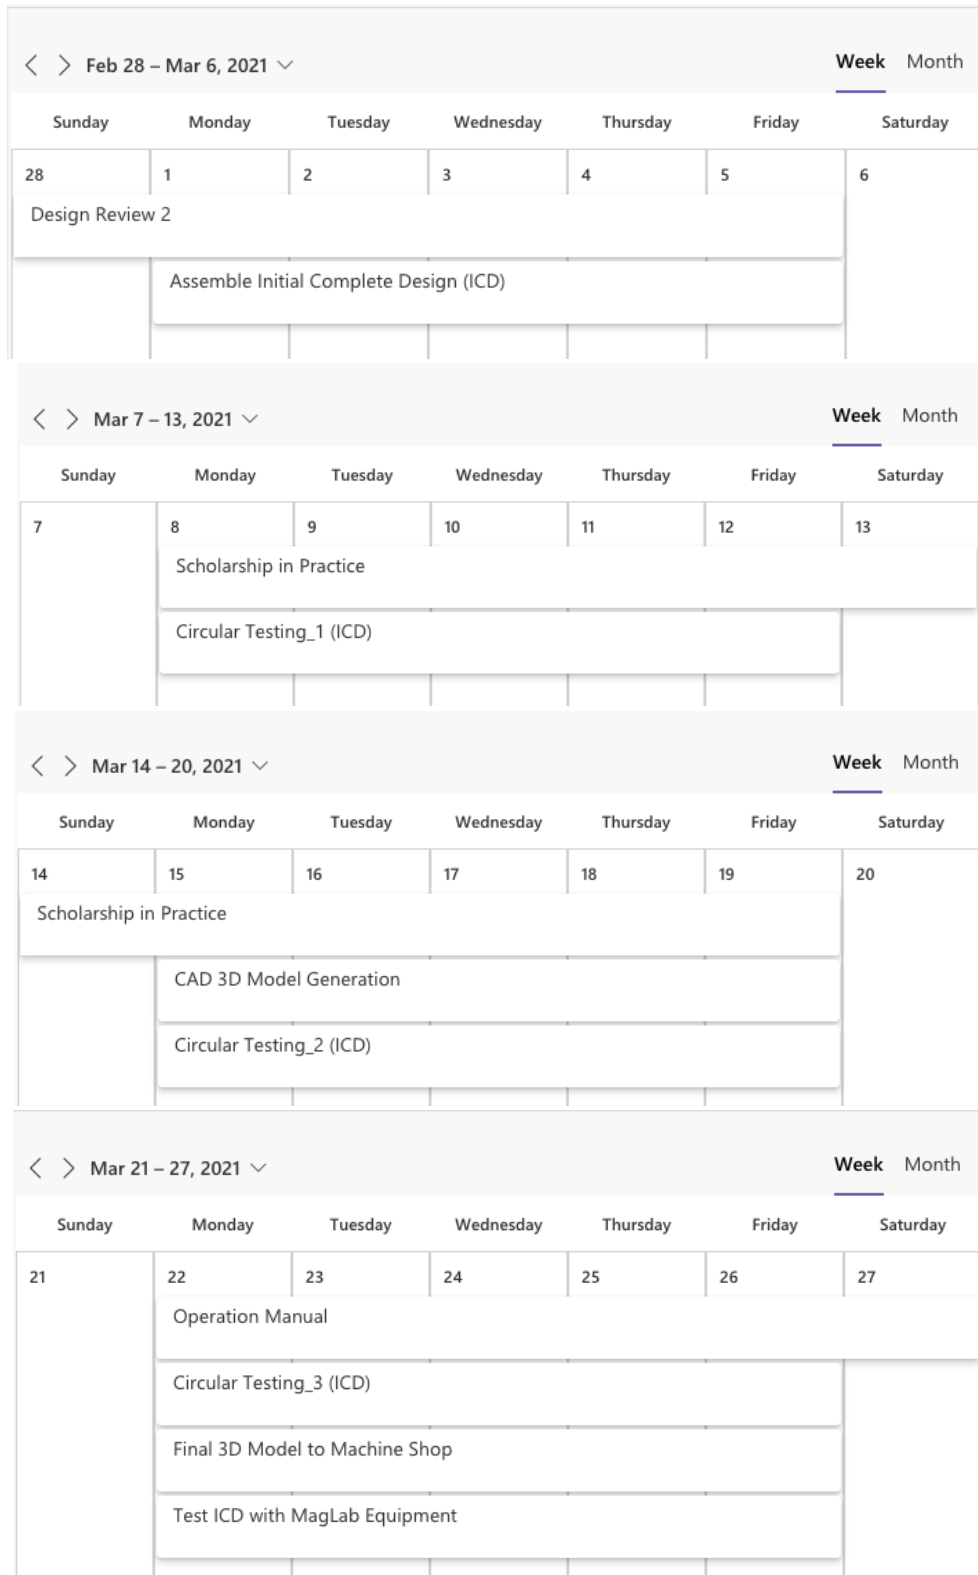 Feb 28 – Mar 6, 2021 Week Month
Sunday Monday Tuesday Wednesday Thursday Friday Saturday
28 1 2 3 4 5 6
Design Review 2
Assemble Initial Complete Design (ICD)
Mar 7 – 13, 2021 Week Month
Sunday Monday Tuesday Wednesday Thursday Friday Saturday
7 8 9 10 11 12 13
Scholarship in Practice
Circular Testing_1 (ICD)
Mar 14 – 20, 2021 Week Month
Sunday Monday Tuesday Wednesday Thursday Friday Saturday
14 15 16 17 18 19 20
Scholarship in Practice
CAD 3D Model Generation
Circular Testing_2 (ICD)
Mar 21 – 27, 2021 Week Month
Sunday Monday Tuesday Wednesday Thursday Friday Saturday
21 22 23 24 25 26 27
Operation Manual
Circular Testing_3 (ICD)
Final 3D Model to Machine Shop
Test ICD with MagLab Equipment